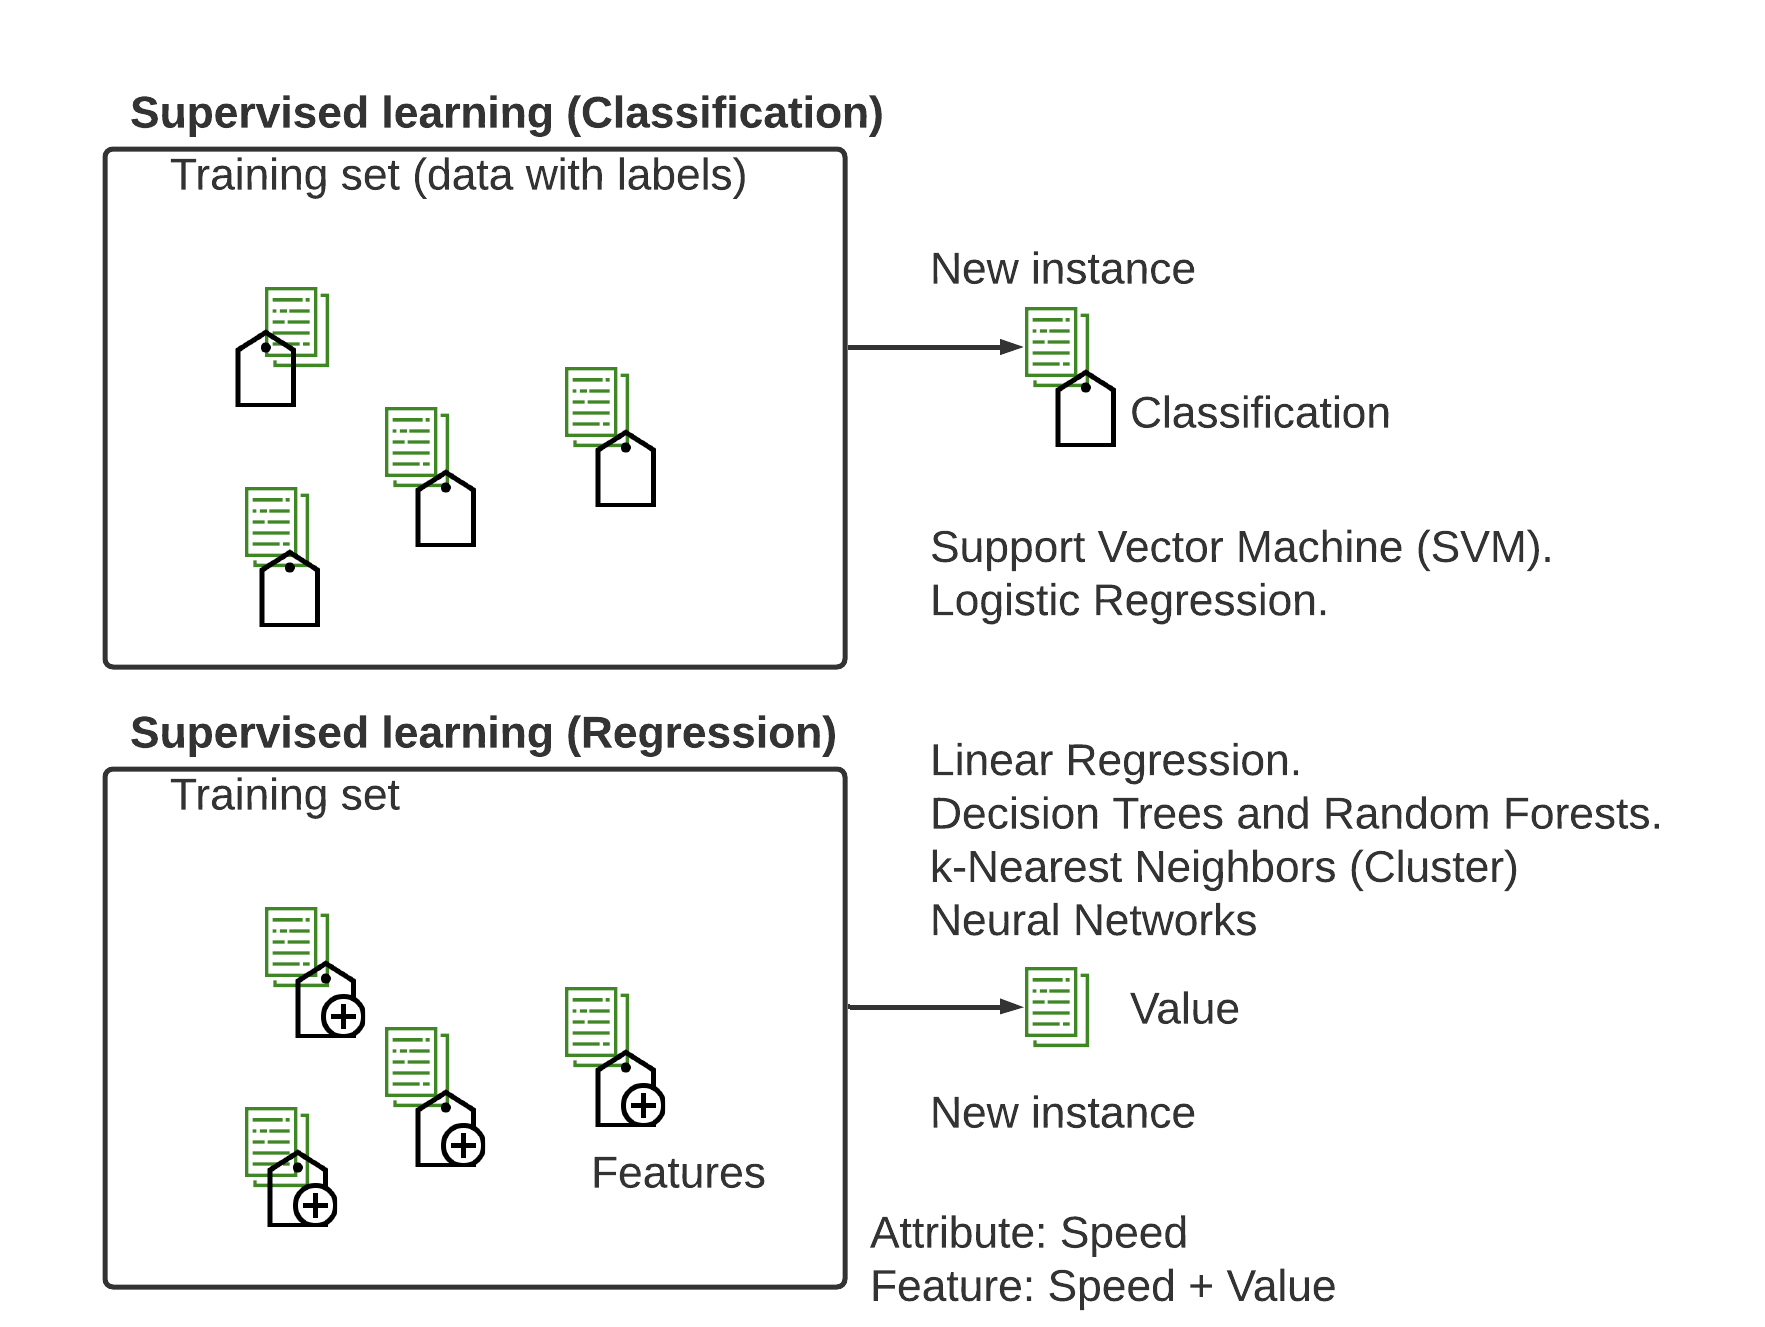 Supervised learning (Classification)
Training set (data with labels)
New instance
Classification
Support Vector Machine (SVM).
Logistic Regression.
Supervised learning (Regression)
Training set
Linear Regression.
Decision Trees and Random Forests.
k-Nearest Neighbors (Cluster)
Neural Networks
Value
New instance
Features
Attribute: Speed
Feature: Speed + Value